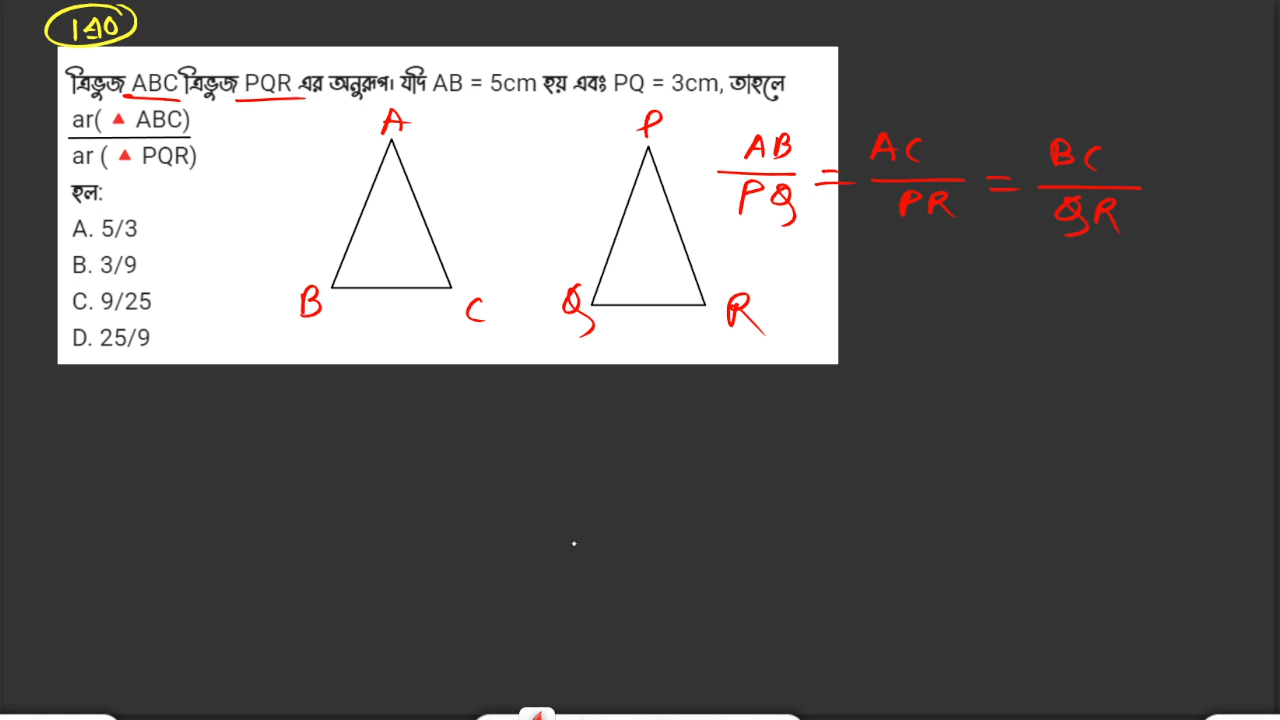 190
ত্রিভুজ ABC ত্রিভুজ PQR এর অনুরূপ। যদি AB = 5cm হয় এবং PQ = 3cm, তাহলে
ar( 🔺 ABC)
ar ( 🔺 PQR)
হল:
A. 5/3
B. 3/9
C. 9/25
D. 25/9
A
B
C
P
Q
R
AB/PQ = AC/PR = BC/QR